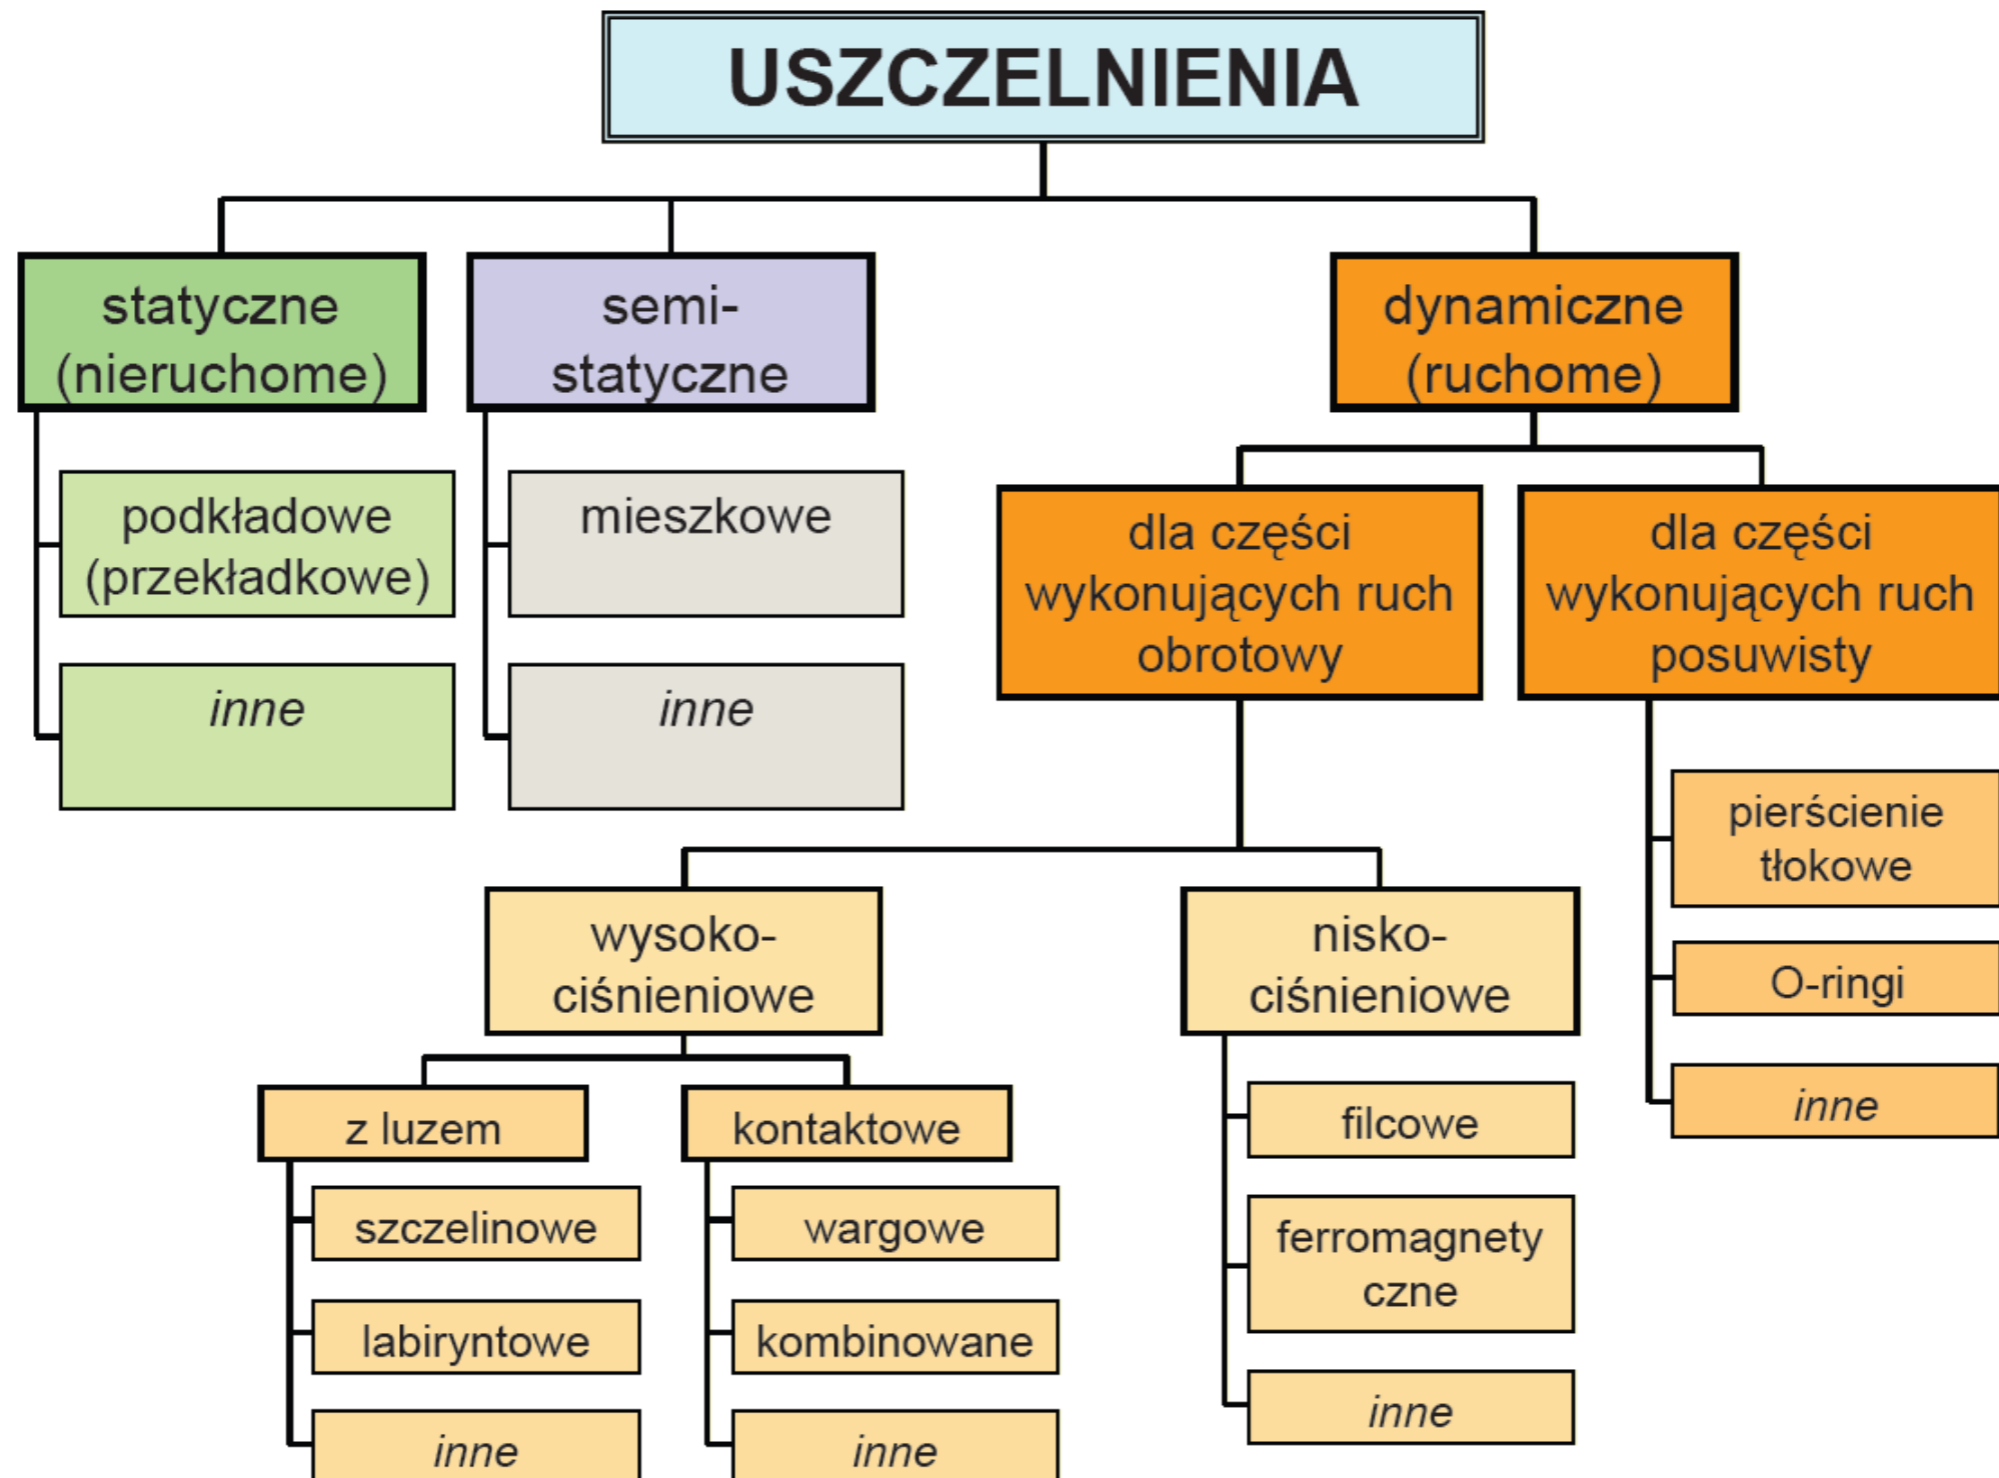 USZCZELNIENIA
statyczne
(nieruchome)
semi-
statyczne
dynamiczne
(ruchome)
podkładowe
(przekładkowe)
mieszkowe
inne
inne
dla części
wykonujących ruch
obrotowy
dla części
wykonujących ruch
posuwisty
pierścienie
tłokowe
O-ringi
inne
wysoko-
ciśnieniowe
nisko-
ciśnieniowe
z luzem
kontaktowe
szczelinowe
labiryntowe
inne
wargowe
kombinowane
inne
filcowe
ferromagnety
czne
inne